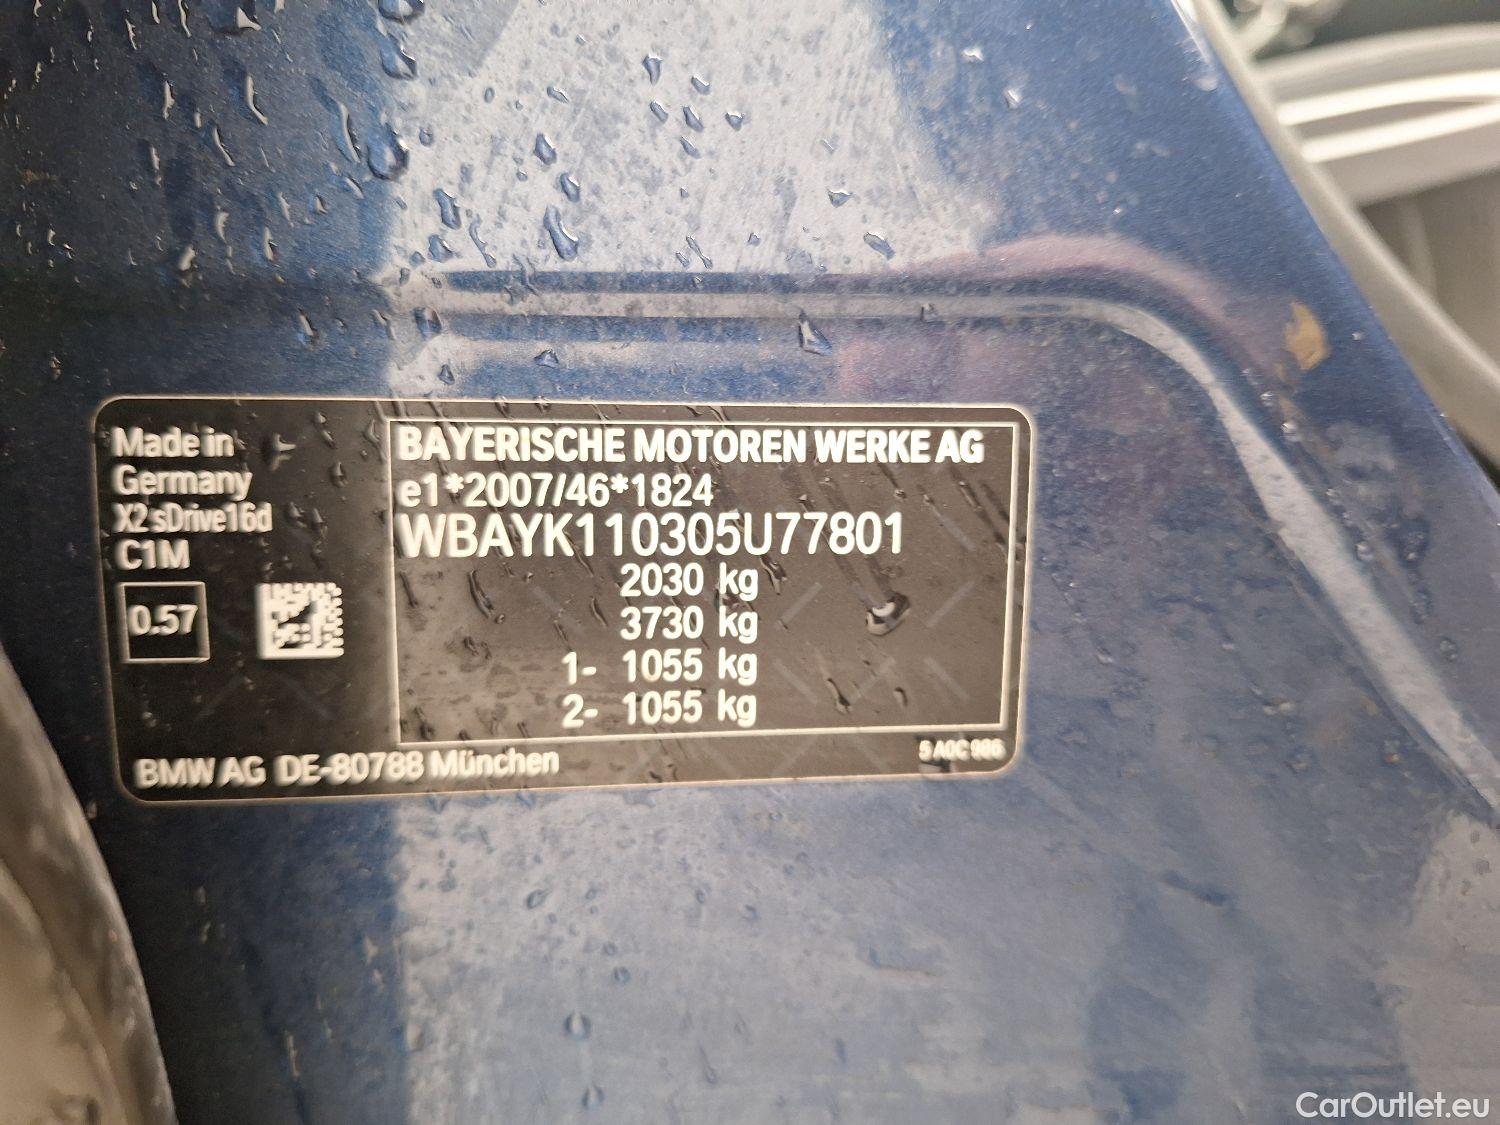 Made in
Germany
X2 sDrive16d
C1M
0.57
BAYERISCHE MOTOREN WERKE AG
e1*2007/46*1824
WBAYK110305U77801
2030 kg
3730 kg
1- 1055 kg
2- 1055 kg
BMW AG DE-80788 München
5 A0C 986
CarOutlet.eu